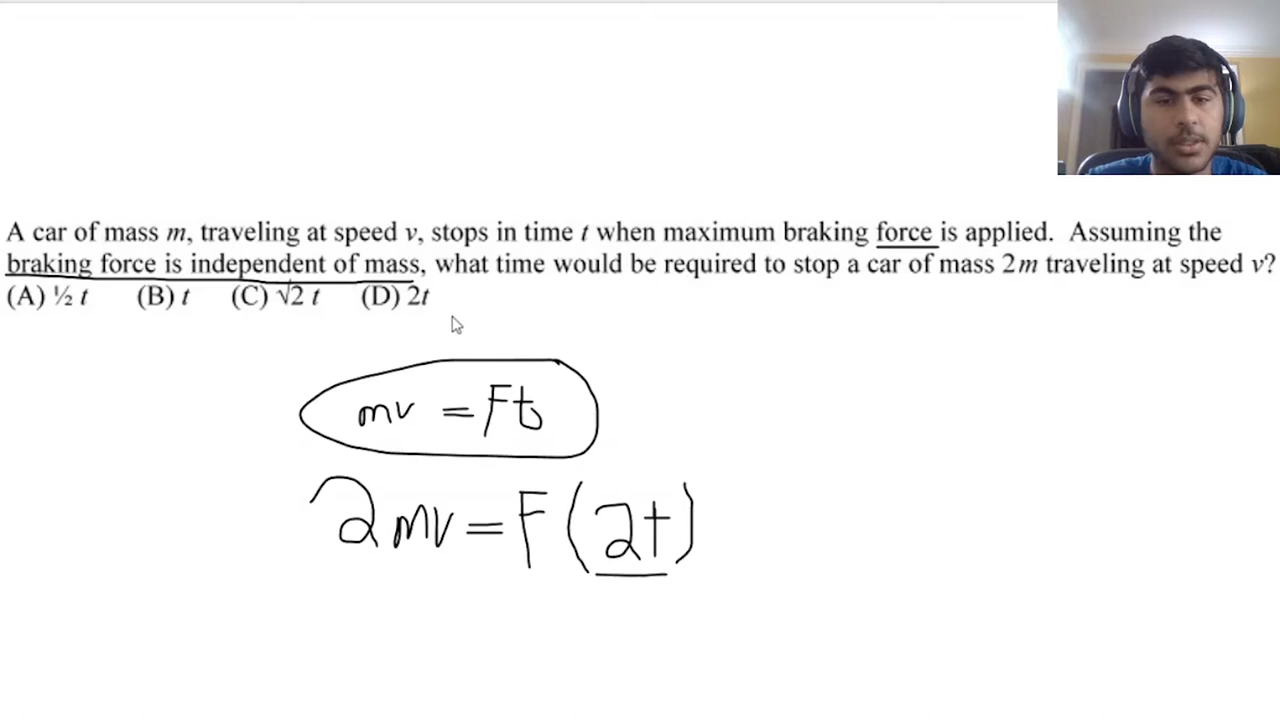 A car of mass m, traveling at speed v, stops in time t when maximum braking force is applied. Assuming the
braking force is independent of mass, what time would be required to stop a car of mass 2m traveling at speed v?
(A) ½ t (B) t (C) √2 t (D) 2t
mv = Ft
2mv = F(2t)